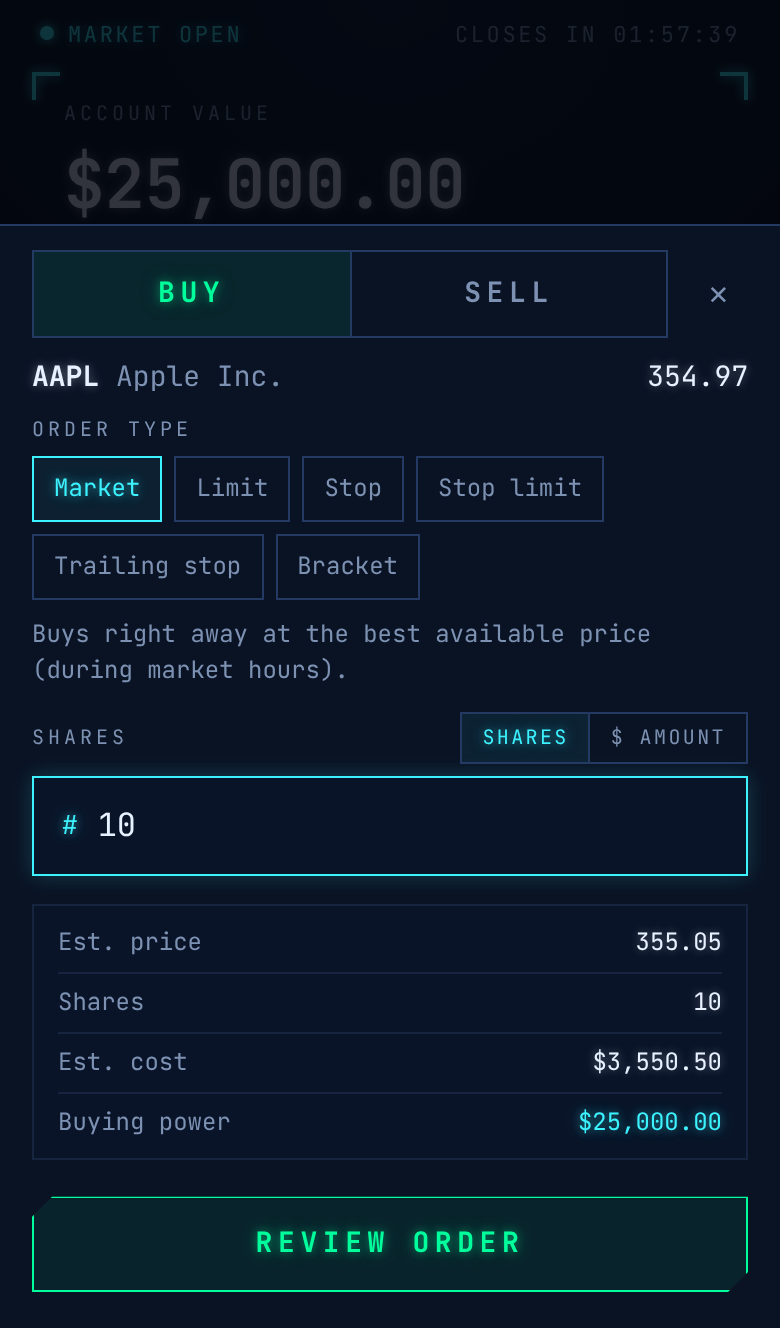 MARKET OPEN CLOSES IN 01:57:39
ACCOUNT VALUE
$25,000.00
BUY SELL ×
AAPL Apple Inc. 354.97
ORDER TYPE
Market Limit Stop Stop limit
Trailing stop Bracket
Buys right away at the best available price
(during market hours).
SHARES SHARES $ AMOUNT
# 10
Est. price 355.05
Shares 10
Est. cost $3,550.50
Buying power $25,000.00
REVIEW ORDER